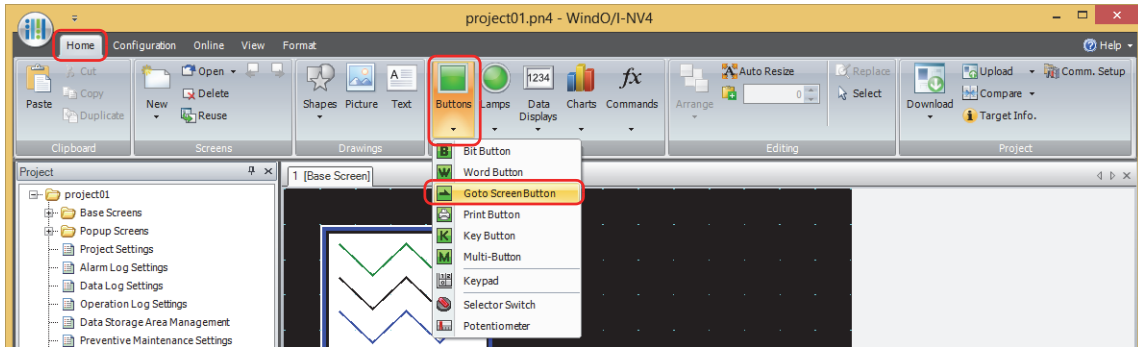 project01.pn4 - WindO/I-NV4
Home Configuration Online View Format Help
Paste
Cut
Copy
Duplicate
Clipboard
New
Open
Delete
Reuse
Screens
Shapes Picture Text
Drawings
Buttons Lamps Data Displays Charts Commands
1234
fx
Arrange
Auto Resize
0
Replace
Select
Editing
Download
Upload
Compare
Target Info.
Comm. Setup
Project
Project
project01
Base Screens
Popup Screens
Project Settings
Alarm Log Settings
Data Log Settings
Operation Log Settings
Data Storage Area Management
Preventive Maintenance Settings
1 [Base Screen]
B Bit Button
W Word Button
Goto Screen Button
Print Button
K Key Button
M Multi-Button
Keypad
Selector Switch
Potentiometer